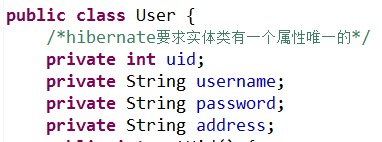 public class User {
/*hibernate要求实体类有一个属性唯一的*/
private int uid;
private String username;
private String password;
private String address;